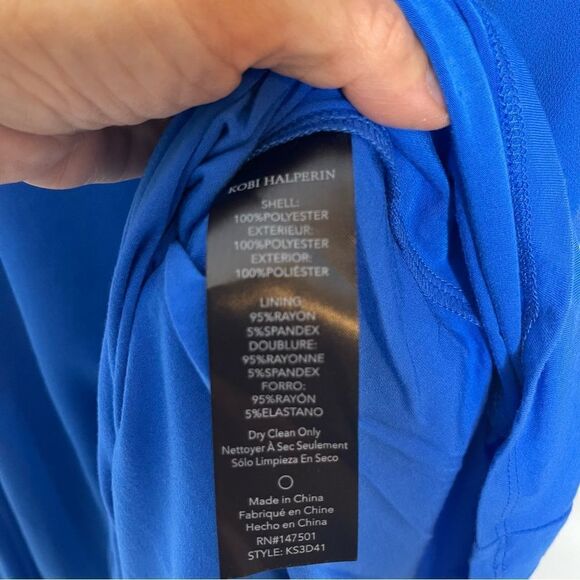 KOBI HALPERIN
SHELL:
100%POLYESTER
EXTERIEUR:
100%POLYESTER
EXTERIOR:
100%POLIÉSTER
LINING:
95%RAYON
5%SPANDEX
DOUBLURE:
95%RAYONNE
5%SPANDEX
FORRO:
95%RAYÓN
5%ELASTANO
Dry Clean Only
Nettoyer À Sec Seulement
Sólo Limpieza En Seco
Made in China
Fabriqué en Chine
Hecho en China
RN#147501
STYLE: KS3D41